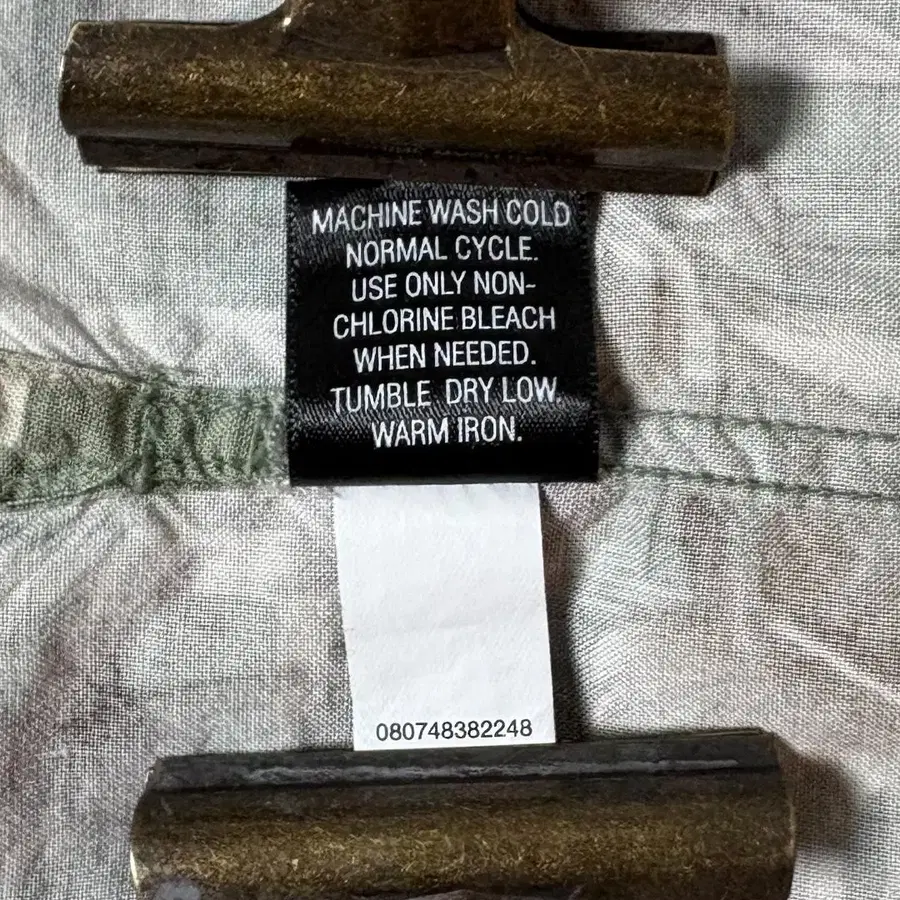 MACHINE WASH COLD
NORMAL CYCLE.
USE ONLY NON-
CHLORINE BLEACH
WHEN NEEDED.
TUMBLE DRY LOW.
WARM IRON.
080748382248